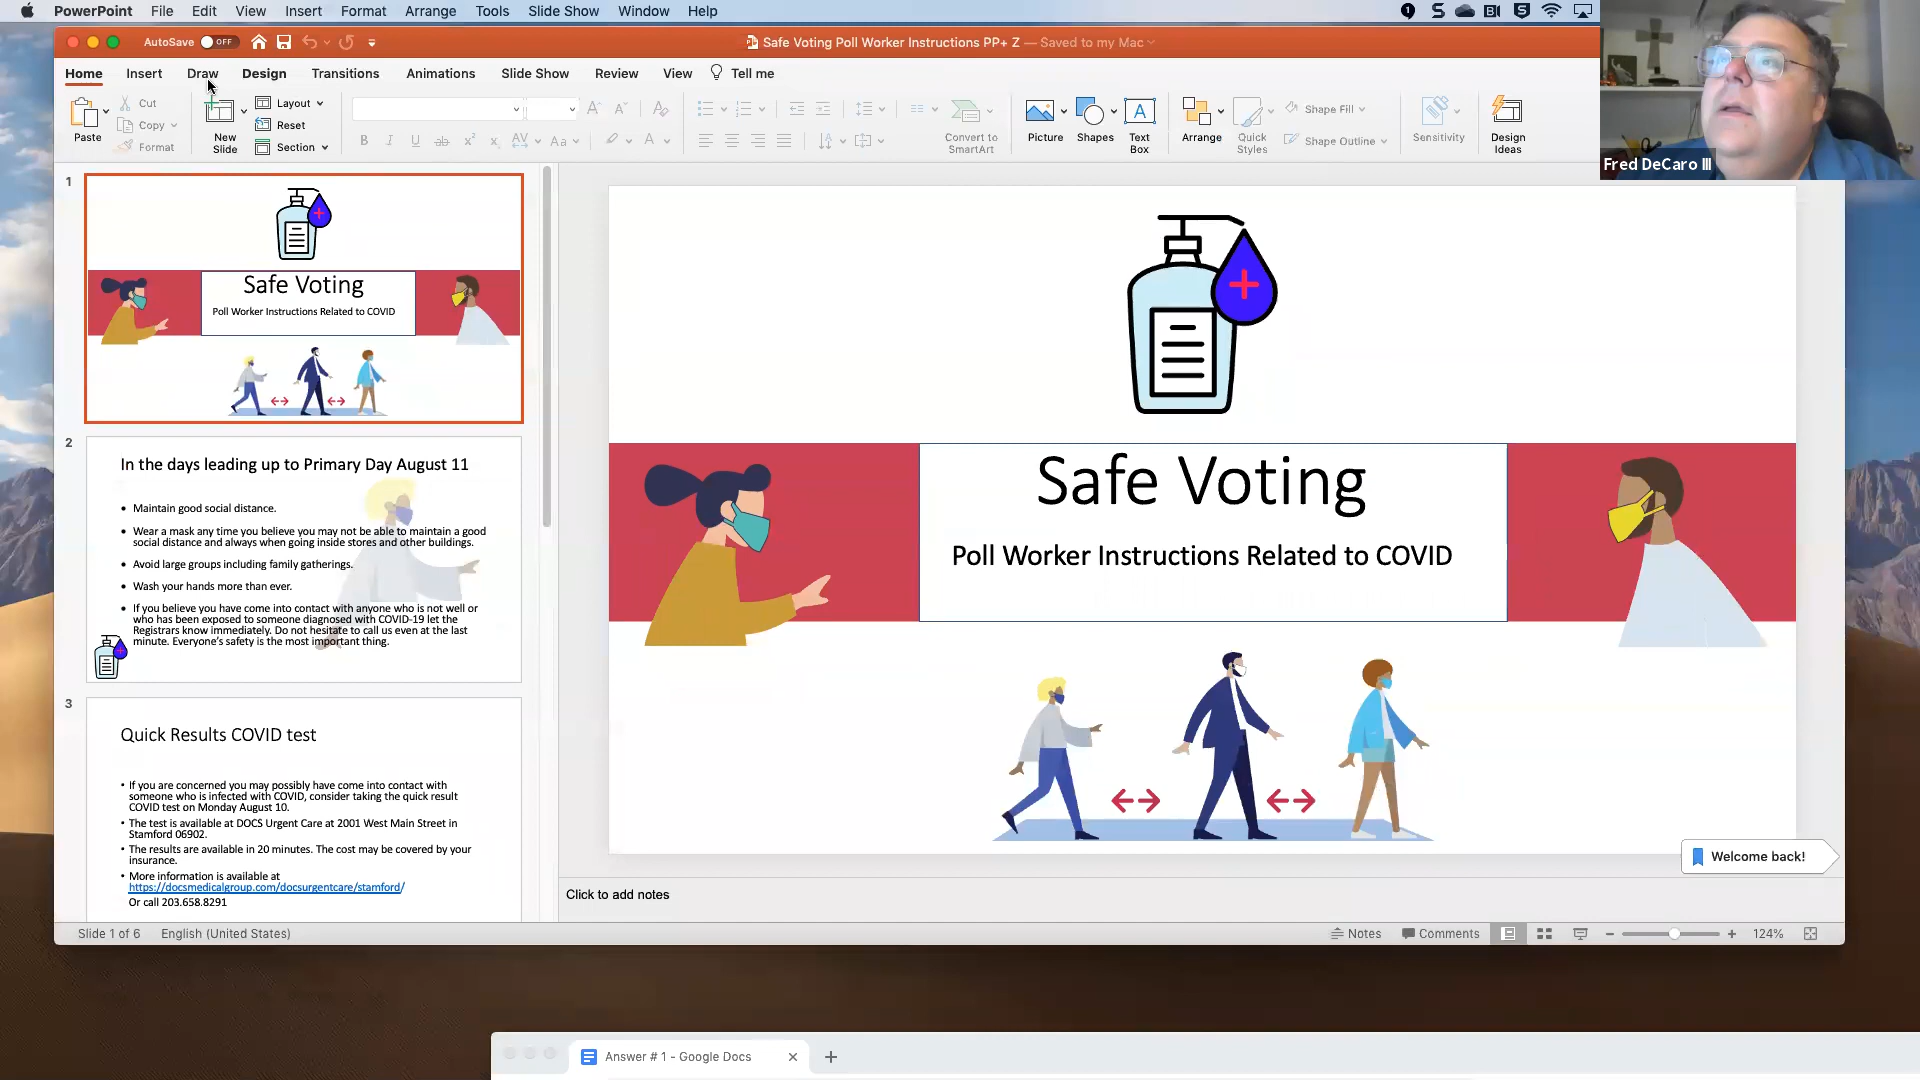 PowerPoint File Edit View Insert Format Arrange Tools Slide Show Window Help
AutoSave OFF
Safe Voting Poll Worker Instructions PP+ Z — Saved to my Mac
Home Insert Draw Design Transitions Animations Slide Show Review View Tell me
Paste
Cut
Copy
Format
New
Slide
Layout
Reset
Section
Convert to
SmartArt
Picture
Shapes
Text
Box
Arrange
Quick
Styles
Shape Fill
Shape Outline
Sensitivity
Design
Ideas
Fred DeCaro III
1
Safe Voting
Poll Worker Instructions Related to COVID
2
In the days leading up to Primary Day August 11
• Maintain good social distance.
• Wear a mask any time you believe you may not be able to maintain a good
social distance and always when going inside stores and other buildings.
• Avoid large groups including family gatherings.
• Wash your hands more than ever.
• If you believe you have come into contact with anyone who is not well or
who has been exposed to someone diagnosed with COVID-19 let the
Registrars know immediately. Do not hesitate to call us even at the last
minute. Everyone's safety is the most important thing.
3
Quick Results COVID test
• If you are concerned you may possibly have come into contact with
someone who is infected with COVID, consider taking the quick result
COVID test on Monday August 10.
• The test is available at DOCS Urgent Care at 2001 West Main Street in
Stamford 06902.
• The results are available in 20 minutes. The cost may be covered by your
insurance.
• More information is available at
https://docsmedicalgroup.com/docsurgentcare/stamford/
Or call 203.658.8291
Safe Voting
Poll Worker Instructions Related to COVID
Welcome back!
Click to add notes
Slide 1 of 6 English (United States)
Notes Comments 124%
Answer # 1 - Google Docs